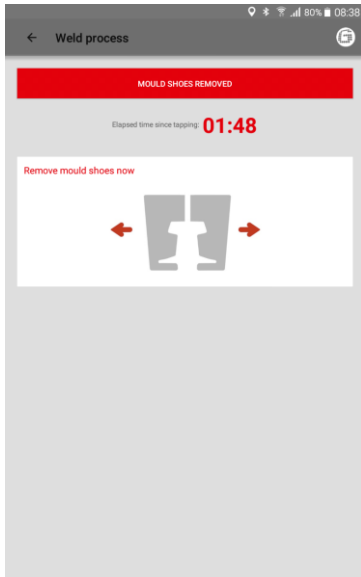 80% 08:38
Weld process
MOULD SHOES REMOVED
Elapsed time since tapping: 01:48
Remove mould shoes now